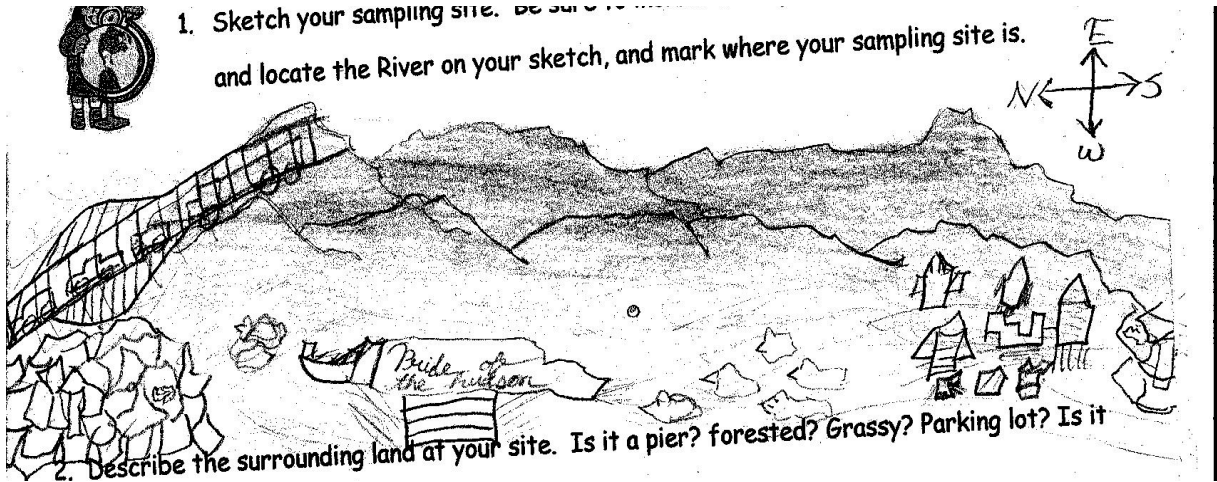 1. Sketch your sampling site.
and locate the River on your sketch, and mark where your sampling site is.
E
N S
W
Pride of
the hudson
2. Describe the surrounding land at your site. Is it a pier? forested? Grassy? Parking lot? Is it